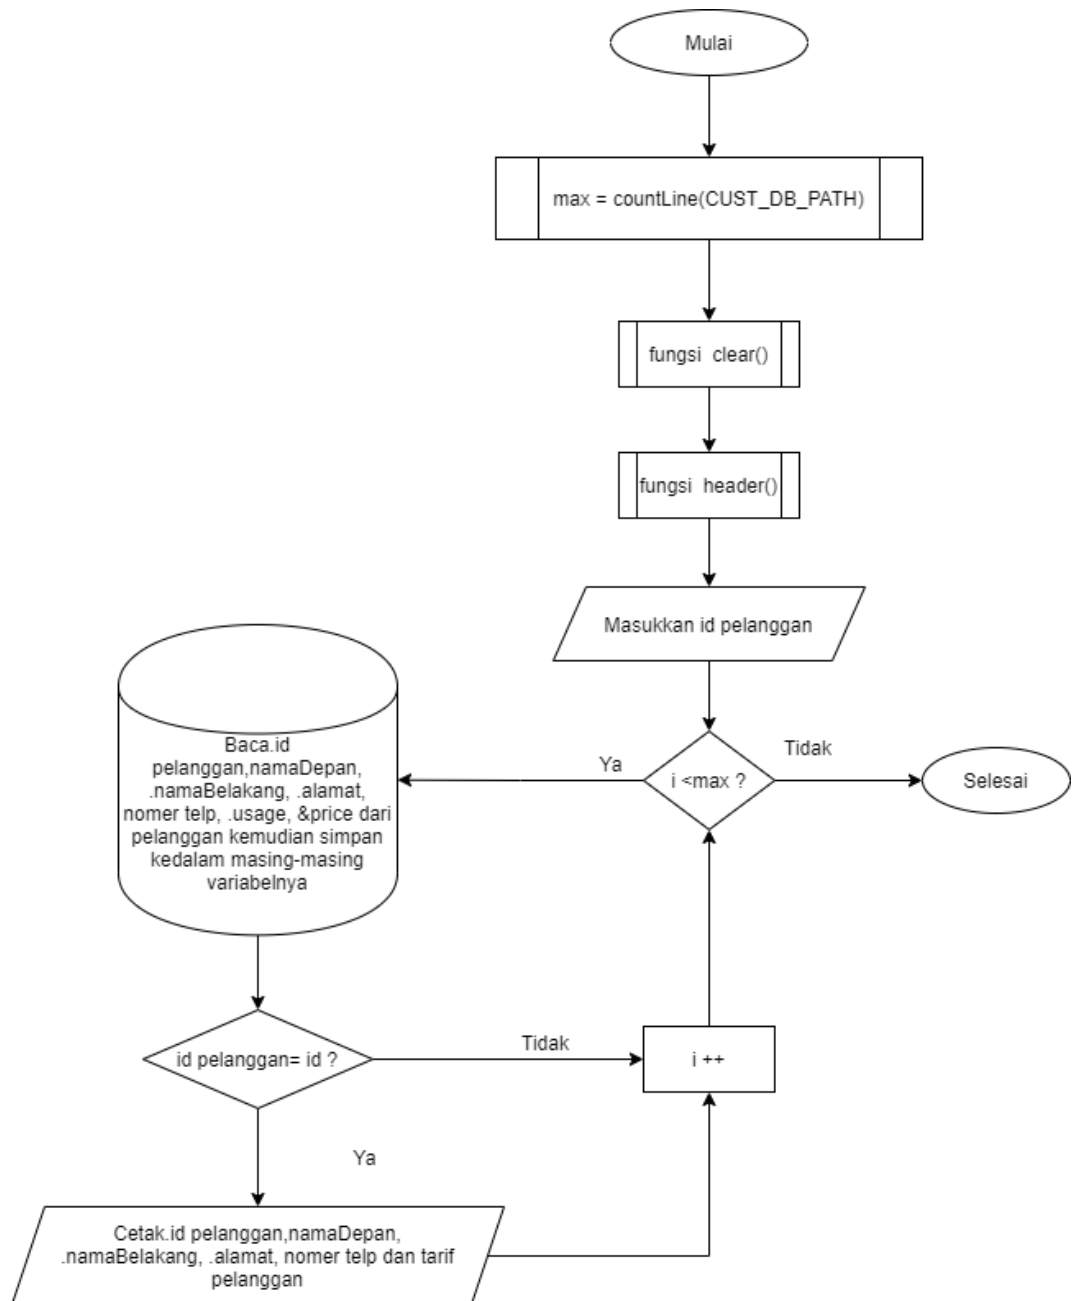 Mulai
max = countLine(CUST_DB_PATH)
fungsi clear()
fungsi header()
Masukkan id pelanggan
i <max ?
Tidak
Selesai
Ya
Baca.id
pelanggan,namaDepan,
.namaBelakang, .alamat,
nomer telp, .usage, &price dari
pelanggan kemudian simpan
kedalam masing-masing
variabelnya
id pelanggan= id ?
Tidak
i ++
Ya
Cetak.id pelanggan,namaDepan,
.namaBelakang, .alamat, nomer telp dan tarif
pelanggan